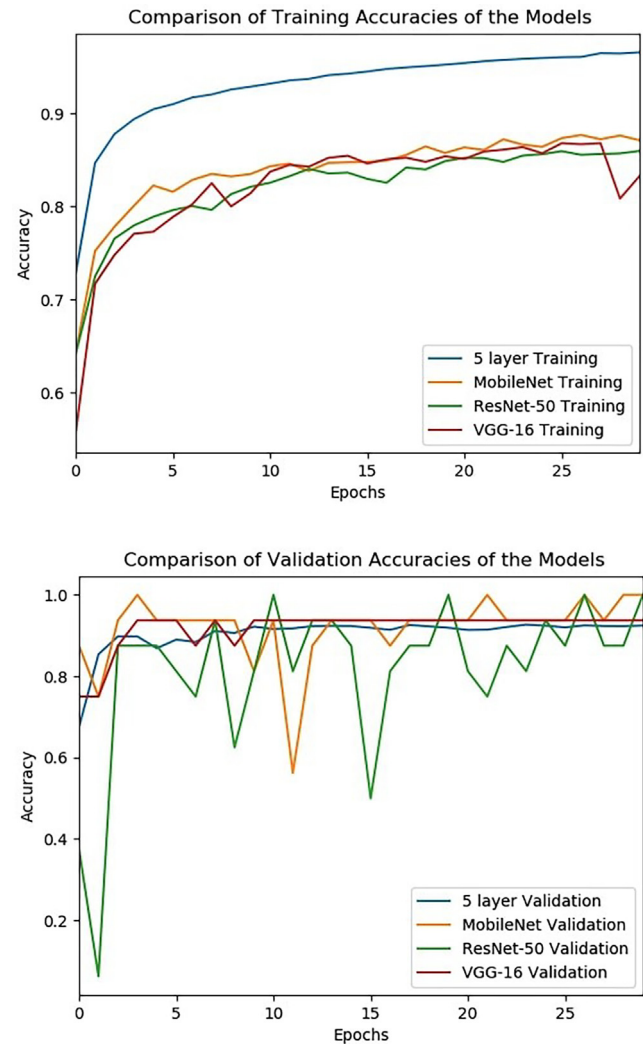 Comparison of Training Accuracies of the Models
Accuracy
0.9
0.8
0.7
0.6
5 layer Training
MobileNet Training
ResNet-50 Training
VGG-16 Training
0 5 10 15 20 25
Epochs
Comparison of Validation Accuracies of the Models
Accuracy
1.0
0.8
0.6
0.4
0.2
5 layer Validation
MobileNet Validation
ResNet-50 Validation
VGG-16 Validation
0 5 10 15 20 25
Epochs